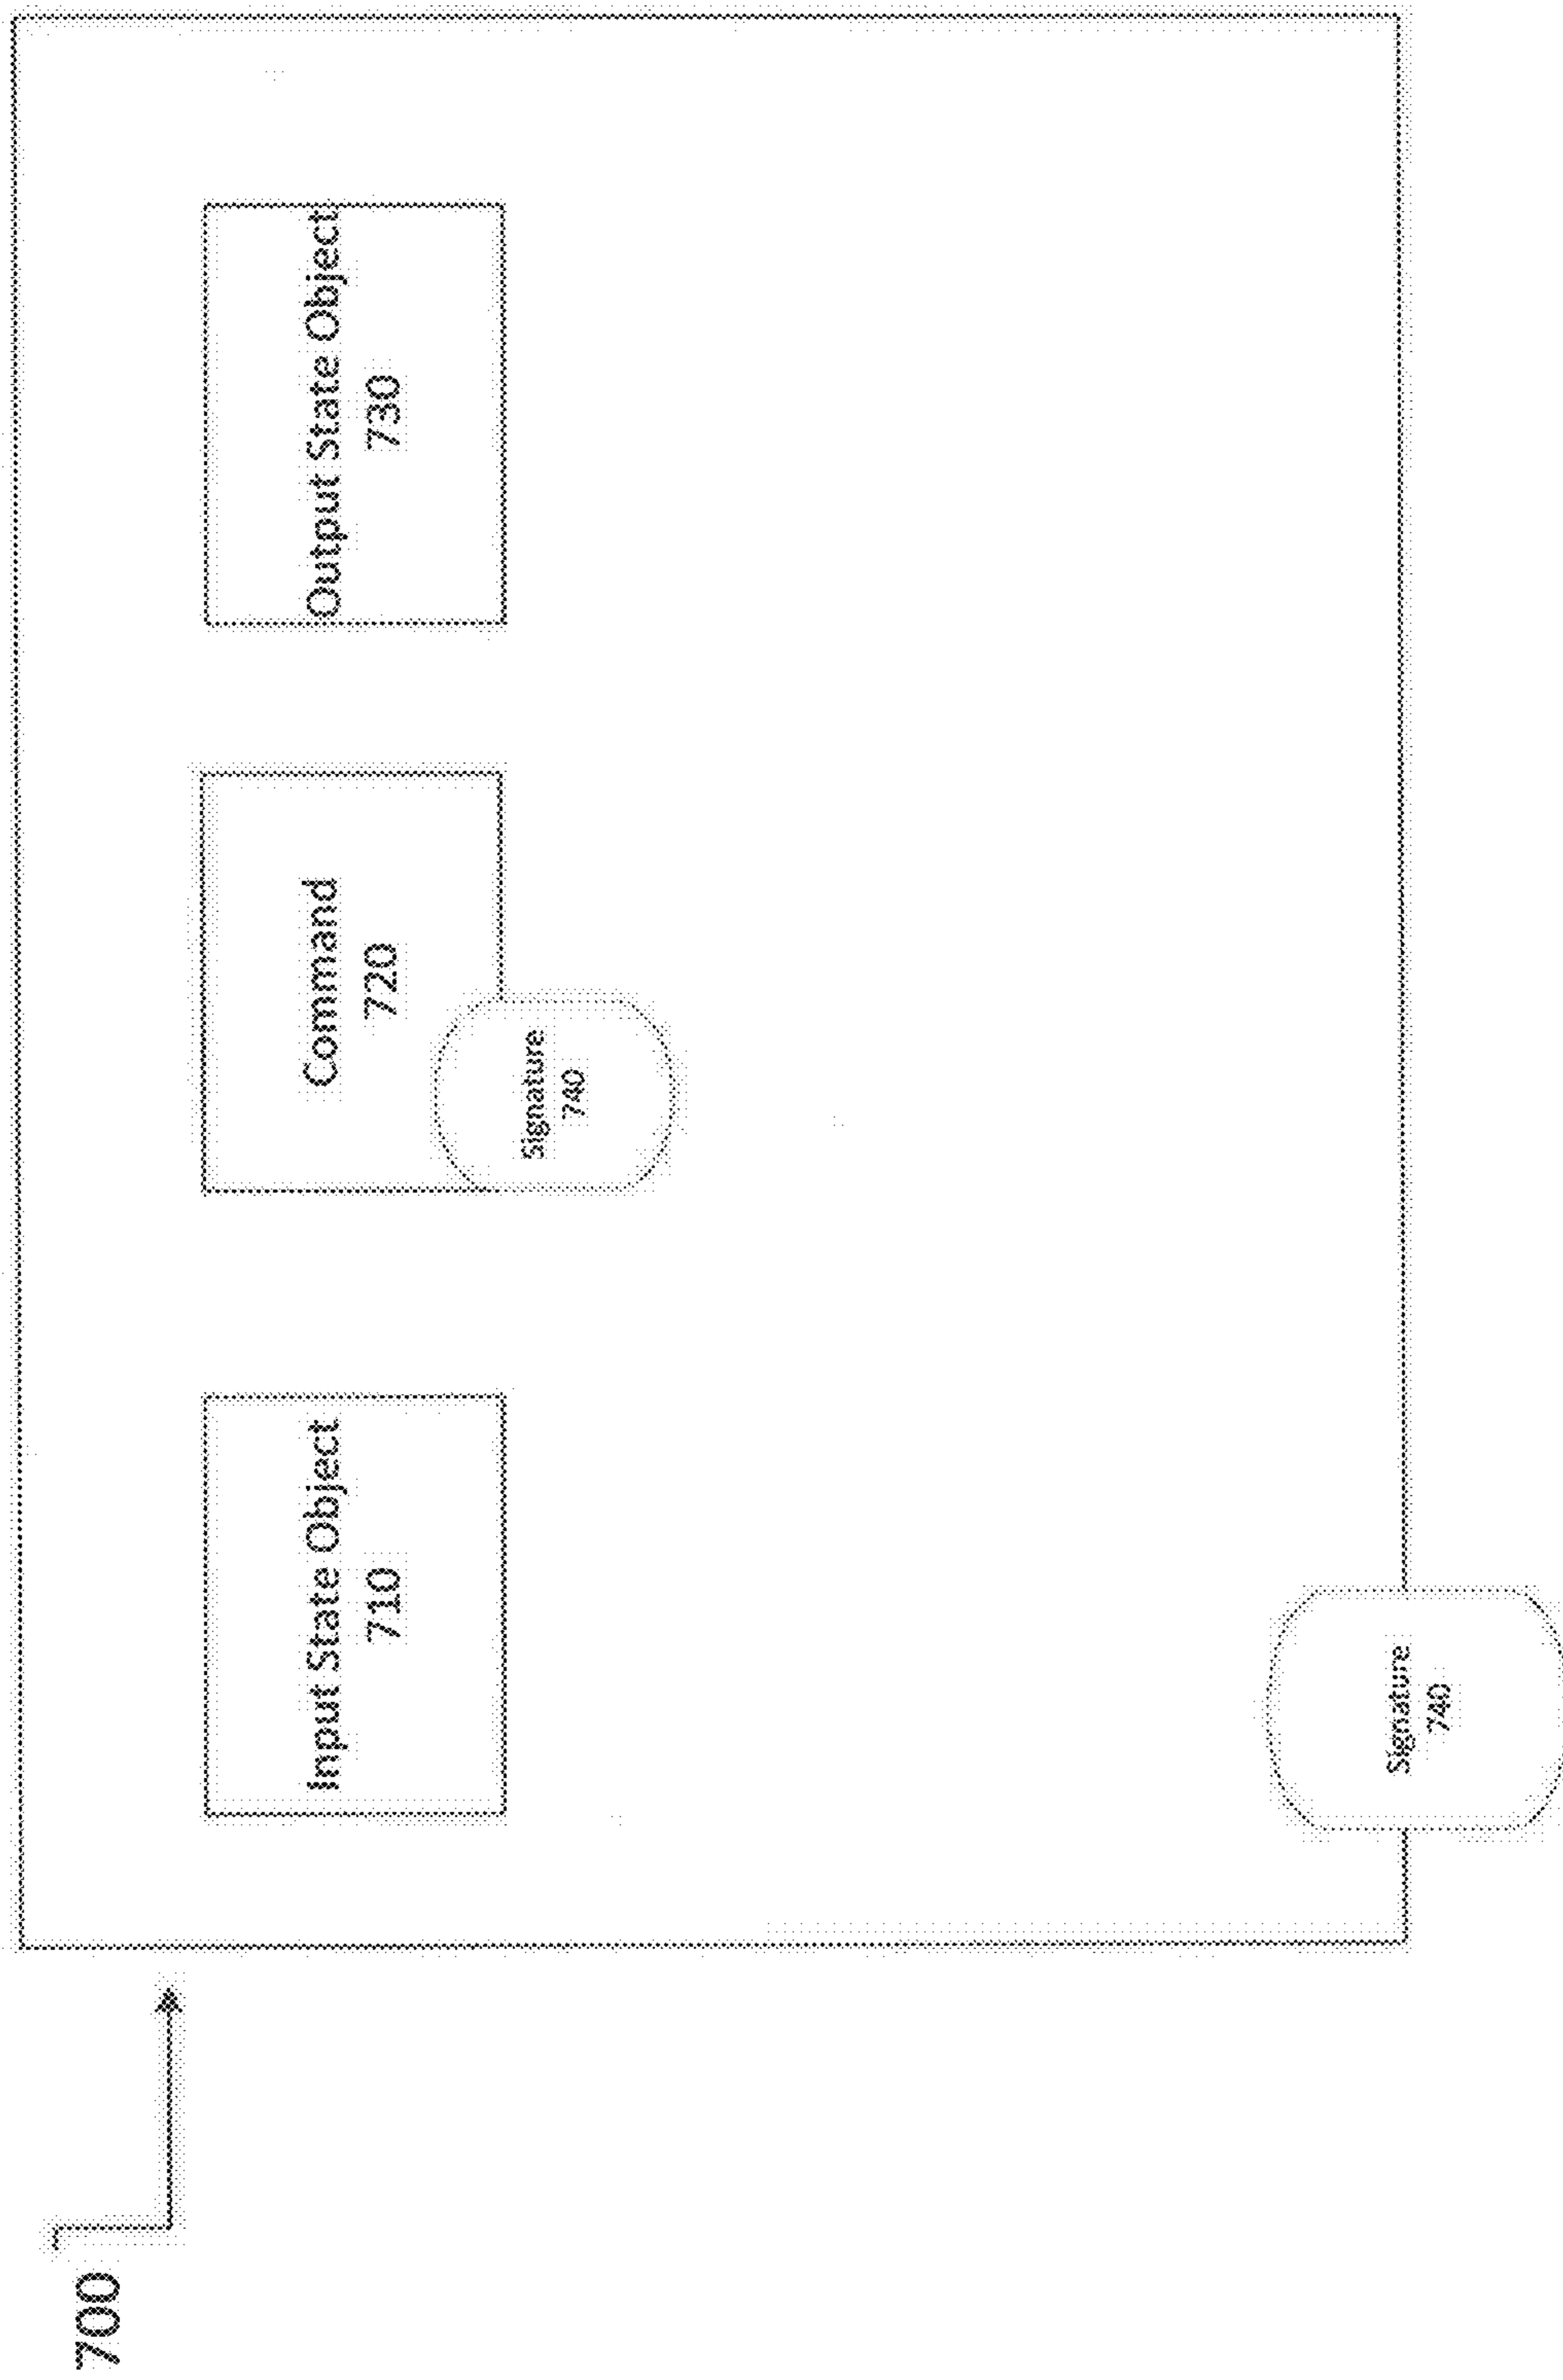 700
Input State Object
710
Command
720
Signature
740
Output State Object
730
Signature
740